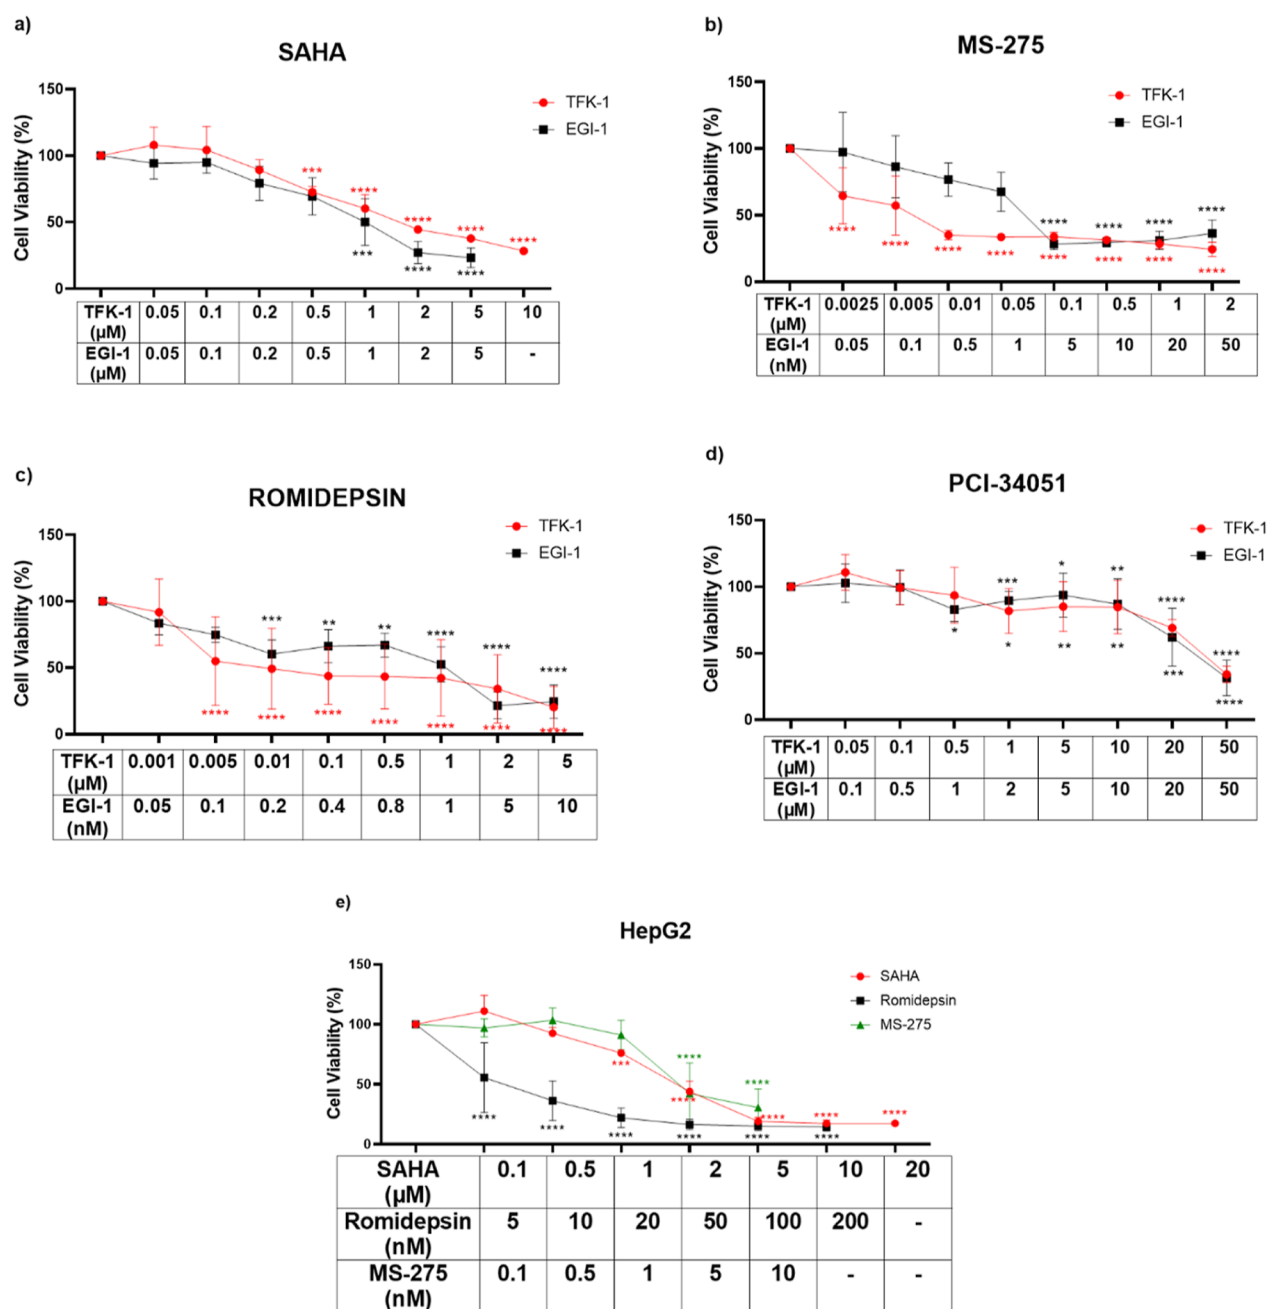 a)
SAHA
150
100
50
0
Cell Viability (%)
TFK-1
EGI-1
***
****
****
****
****
***
****
****
TFK-1 (µM) 0.05 0.1 0.2 0.5 1 2 5 10
EGI-1 (µM) 0.05 0.1 0.2 0.5 1 2 5 -
b)
MS-275
150
100
50
0
Cell Viability (%)
TFK-1
EGI-1
****
****
****
****
****
****
****
****
****
****
****
****
TFK-1 (µM) 0.0025 0.005 0.01 0.05 0.1 0.5 1 2
EGI-1 (nM) 0.05 0.1 0.5 1 5 10 20 50
c)
ROMIDEPSIN
150
100
50
0
Cell Viability (%)
TFK-1
EGI-1
***
**
**
****
****
****
****
****
****
****
****
****
****
TFK-1 (µM) 0.001 0.005 0.01 0.1 0.5 1 2 5
EGI-1 (nM) 0.05 0.1 0.2 0.4 0.8 1 5 10
d)
PCI-34051
150
100
50
0
Cell Viability (%)
TFK-1
EGI-1
***
*
**
****
****
*
*
**
**
***
****
TFK-1 (µM) 0.05 0.1 0.5 1 5 10 20 50
EGI-1 (µM) 0.1 0.5 1 2 5 10 20 50
e)
HepG2
150
100
50
0
Cell Viability (%)
SAHA
Romidepsin
MS-275
****
****
***
****
****
****
****
****
****
****
****
****
****
SAHA (µM) 0.1 0.5 1 2 5 10 20
Romidepsin (nM) 5 10 20 50 100 200 -
MS-275 (nM) 0.1 0.5 1 5 10 - -